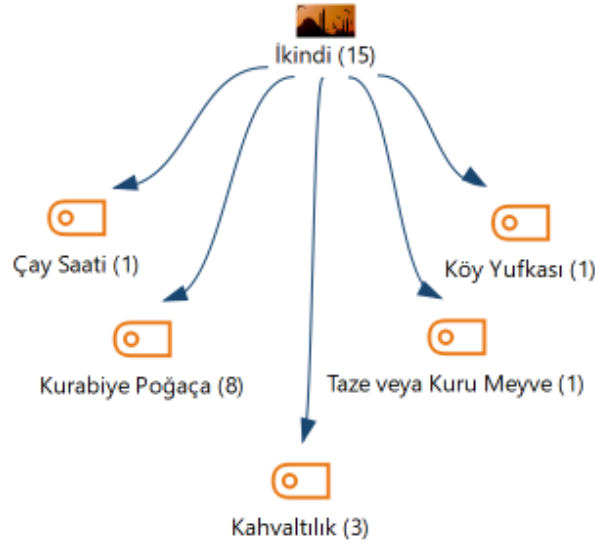 İkindi (15)
Çay Saati (1)
Köy Yufkası (1)
Kurabiye Poğaça (8)
Taze veya Kuru Meyve (1)
Kahvaltılık (3)